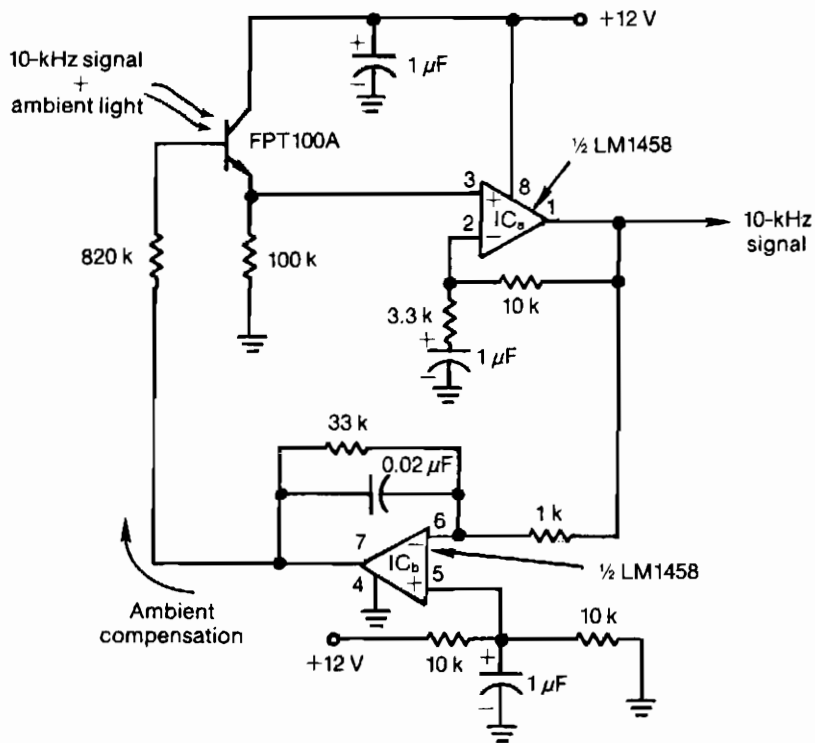 +12 V
10-kHz signal
+
ambient light
+
1 µF
−
FPT100A
½ LM1458
3
+
8
1
ICa
2
−
10-kHz
signal
820 k
100 k
10 k
3.3 k
+
1 µF
−
33 k
0.02 µF
1 k
6
−
7
ICb
4
+
5
½ LM1458
Ambient
compensation
+12 V
10 k
10 k
+
1 µF
−